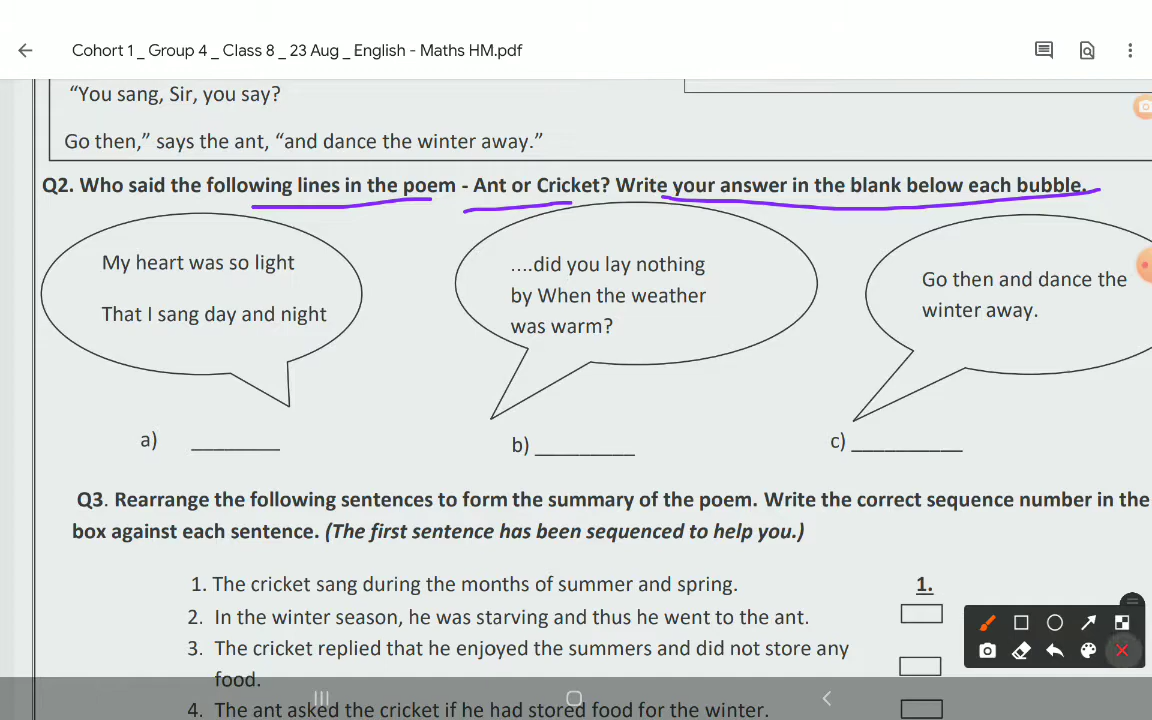 Cohort 1 _ Group 4 _ Class 8 _ 23 Aug _ English - Maths HM.pdf
“You sang, Sir, you say?
Go then,” says the ant, “and dance the winter away.”
Q2. Who said the following lines in the poem - Ant or Cricket? Write your answer in the blank below each bubble.
My heart was so light
That I sang day and night
....did you lay nothing
by When the weather
was warm?
Go then and dance the
winter away.
a) ________
b) _________
c) __________
Q3. Rearrange the following sentences to form the summary of the poem. Write the correct sequence number in the
box against each sentence. (The first sentence has been sequenced to help you.)
1. The cricket sang during the months of summer and spring. 1.
2. In the winter season, he was starving and thus he went to the ant.
3. The cricket replied that he enjoyed the summers and did not store any
food.
4. The ant asked the cricket if he had stored food for the winter.